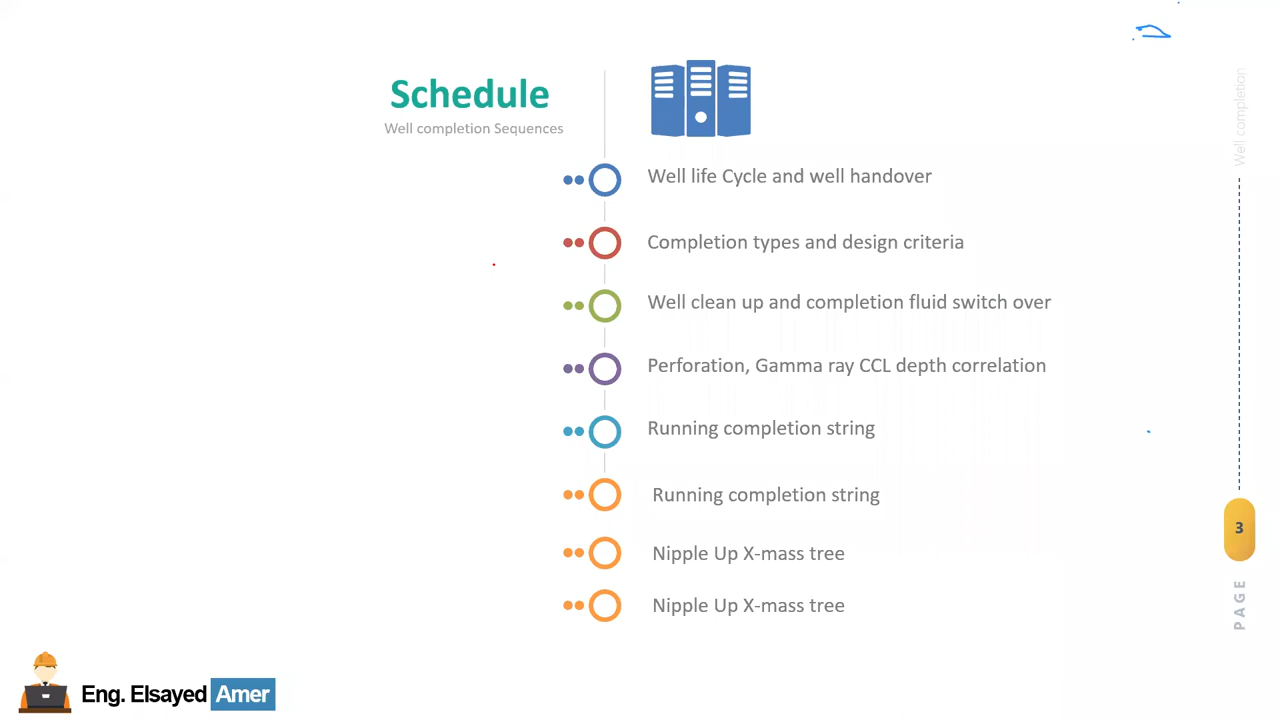 Schedule
Well completion Sequences
Well life Cycle and well handover
Completion types and design criteria
Well clean up and completion fluid switch over
Perforation, Gamma ray CCL depth correlation
Running completion string
Running completion string
Nipple Up X-mass tree
Nipple Up X-mass tree
Well completion
3
PAGE
Eng. Elsayed Amer